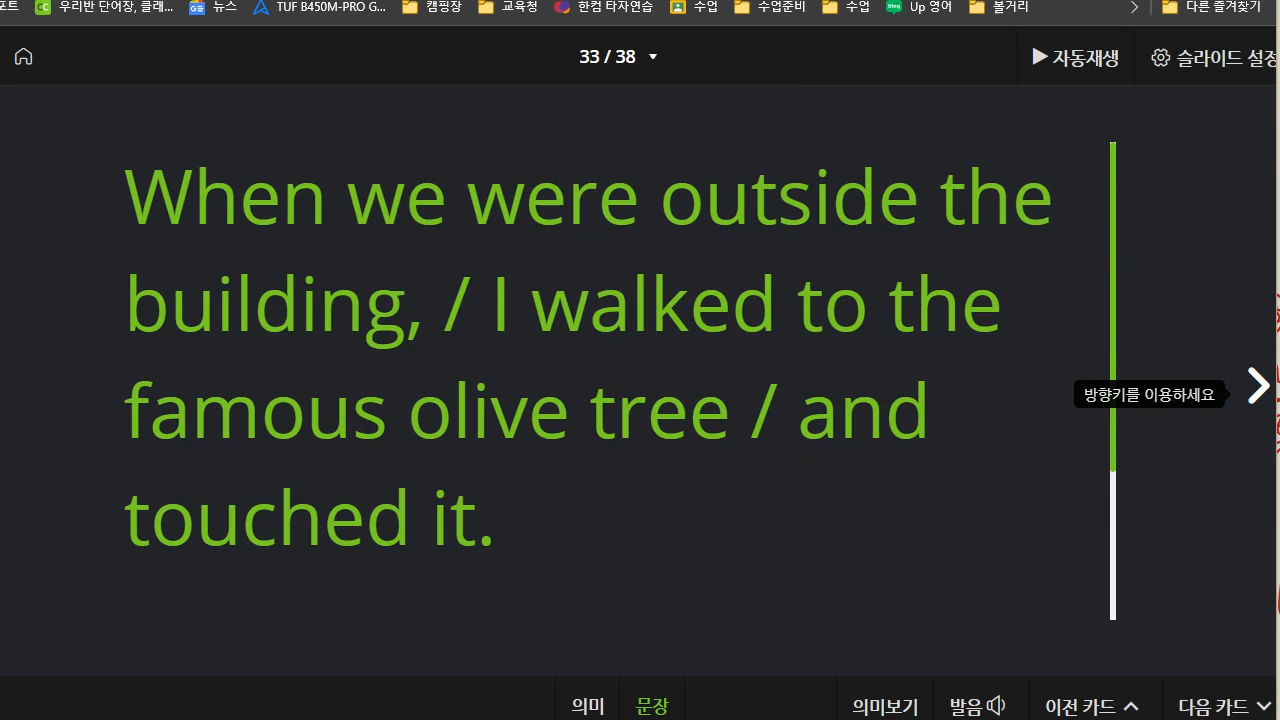 포트 우리반 단어장, 클래... 뉴스 TUF B450M-PRO G... 캠핑장 교육청 한컴 타자연습 수업 수업준비 수업 Up 영어 볼거리 다른 즐겨찾기
33 / 38 자동재생 슬라이드 설정
When we were outside the
building, / I walked to the
famous olive tree / and
touched it.
방향키를 이용하세요
의미 문장 의미보기 발음 이전 카드 다음 카드